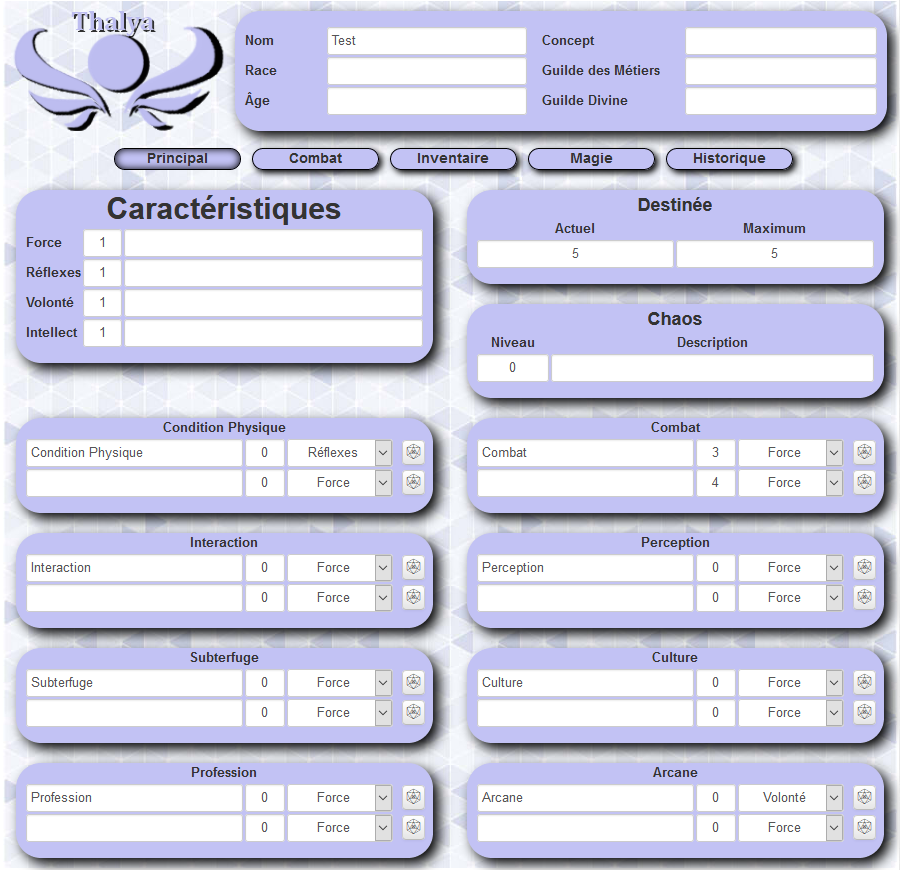 Thalya
Nom Test Concept
Race Guilde des Métiers
Âge Guilde Divine
Principal Combat Inventaire Magie Historique
Caractéristiques
Force 1
Réflexes 1
Volonté 1
Intellect 1
Destinée
Actuel Maximum
5 5
Chaos
Niveau Description
0
Condition Physique
Condition Physique 0 Réflexes
0 Force
Combat
Combat 3 Force
4 Force
Interaction
Interaction 0 Force
0 Force
Perception
Perception 0 Force
0 Force
Subterfuge
Subterfuge 0 Force
0 Force
Culture
Culture 0 Force
0 Force
Profession
Profession 0 Force
0 Force
Arcane
Arcane 0 Volonté
0 Force